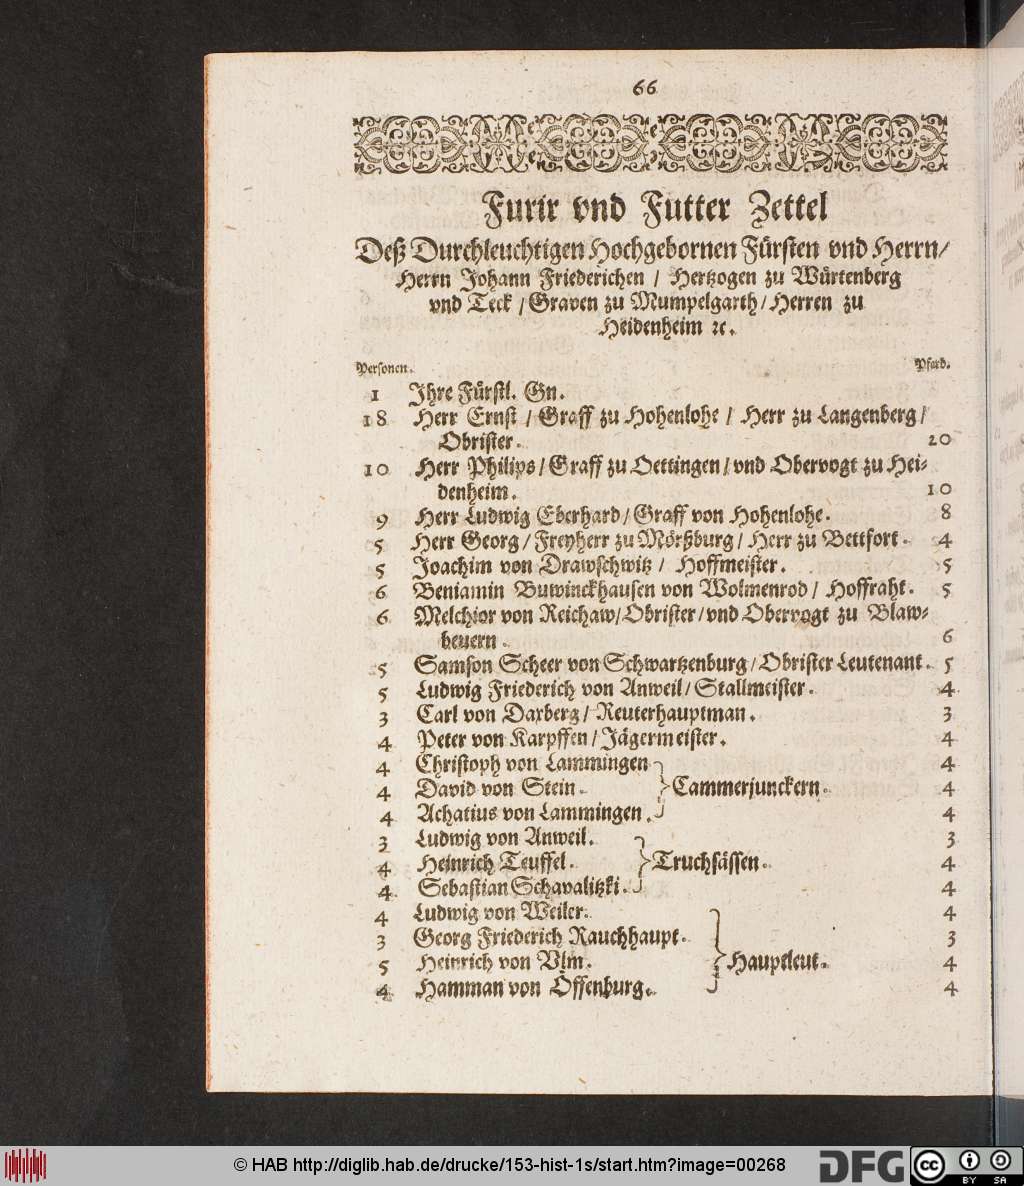 66
Furir vnd Futter Zettel
Deß Durchleuchtigen Hochgebornen Fürsten vnd Herrn/
Herrn Johann Friederichen / Hertzogen zu Würtenberg
vnd Teck / Graven zu Mumpelgarth / Herren zu
Heidenheim ꝛc.
Personen. Pferd.
1 Ihre Fürstl. Gn.
18 Herr Ernst / Graff zu Hohenlohe / Herr zu Langenberg /
Obrister. 20
10 Herr Philips / Graff zu Oettingen / vnd Obervogt zu Hei-
denheim. 10
9 Herr Ludwig Eberhard / Graff von Hohenlohe. 8
5 Herr Georg / Freyherr zu Mörßburg / Herr zu Bettfort. 4
5 Joachim von Drawschwitz / Hoffmeister. 5
6 Beniamin Buwinckhausen von Wolmenrod / Hoffraht. 5
6 Melchior von Reichaw / Obrister / vnd Obervogt zu Blaw-
beuern. 6
5 Samson Scheer von Schwartzenburg / Obrister Leutenant. 5
5 Ludwig Friederich von Anweil / Stallmeister. 4
3 Carl von Daxberg / Reuterhauptman. 3
4 Peter von Karpffen / Jägermeister. 4
4 Christoph von Lammingen 4
4 David von Stein. Cammerjunckern. 4
4 Achatius von Lammingen. 4
3 Ludwig von Anweil. 3
4 Heinrich Teuffel. Truchsässen. 4
4 Sebastian Schavalitzki. 4
4 Ludwig von Weiler. 4
3 Georg Friederich Rauchhaupt. 3
5 Heinrich von Vlm. Hauptleut. 4
4 Hamman von Offenburg. 4
© HAB http://diglib.hab.de/drucke/153-hist-1s/start.htm?image=00268
DFG
cc BY SA